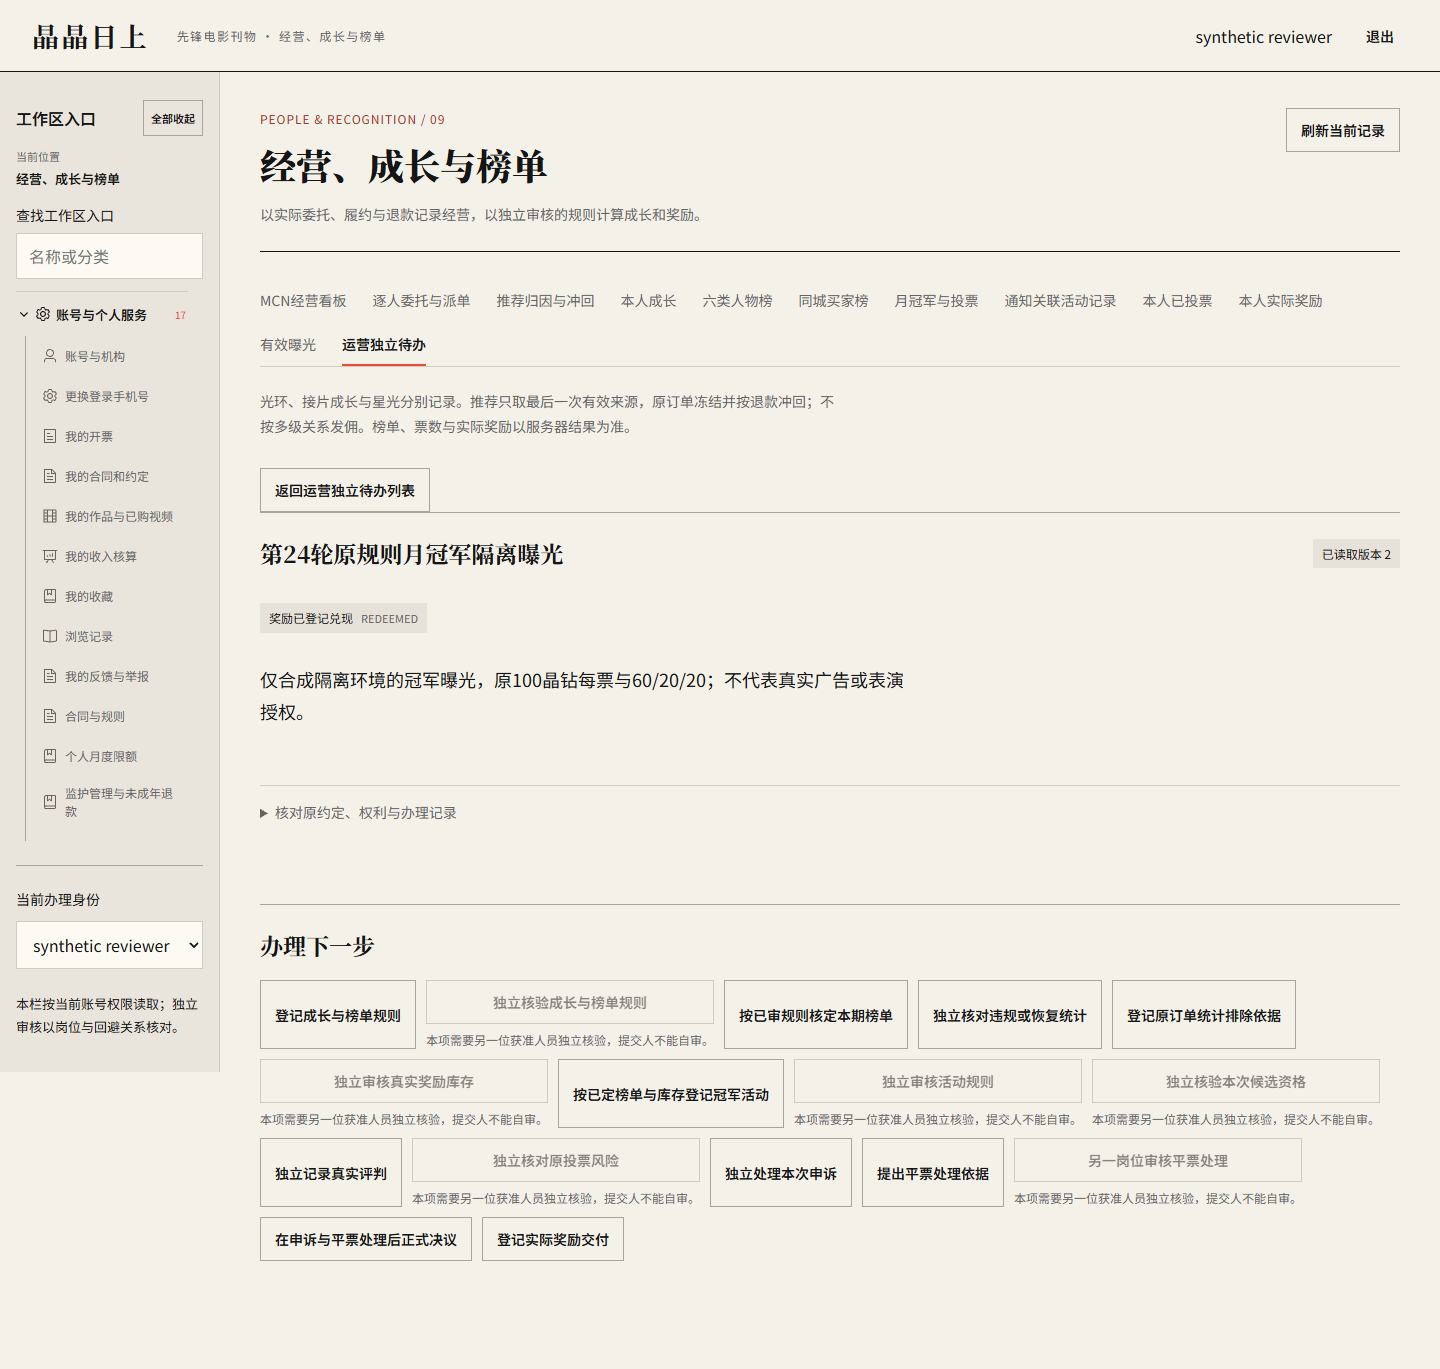 晶晶日上
先锋电影刊物 · 经营、成长与榜单
synthetic reviewer
退出
工作区入口
全部收起
当前位置
经营、成长与榜单
查找工作区入口
名称或分类
账号与个人服务 17
账号与机构
更换登录手机号
我的开票
我的合同和约定
我的作品与已购视频
我的收入核算
我的收藏
浏览记录
我的反馈与举报
合同与规则
个人月度限额
监护管理与未成年退
款
当前办理身份
synthetic reviewer
本栏按当前账号权限读取；独立
审核以岗位与回避关系核对。
PEOPLE & RECOGNITION / 09
经营、成长与榜单
以实际委托、履约与退款记录经营，以独立审核的规则计算成长和奖励。
刷新当前记录
MCN经营看板 逐人委托与派单 推荐归因与冲回 本人成长 六类人物榜 同城买家榜 月冠军与投票 通知关联活动记录 本人已投票 本人实际奖励
有效曝光 运营独立待办
光环、接片成长与星光分别记录。推荐只取最后一次有效来源，原订单冻结并按退款冲回；不
按多级关系发佣。榜单、票数与实际奖励以服务器结果为准。
返回运营独立待办列表
第24轮原规则月冠军隔离曝光
已读取版本 2
奖励已登记兑现 REDEEMED
仅合成隔离环境的冠军曝光，原100晶钻每票与60/20/20；不代表真实广告或表演
授权。
核对原约定、权利与办理记录
办理下一步
登记成长与榜单规则
独立核验成长与榜单规则
本项需要另一位获准人员独立核验，提交人不能自审。
按已审规则核定本期榜单
独立核对违规或恢复统计
登记原订单统计排除依据
独立审核真实奖励库存
本项需要另一位获准人员独立核验，提交人不能自审。
按已定榜单与库存登记冠军活动
独立审核活动规则
本项需要另一位获准人员独立核验，提交人不能自审。
独立核验本次候选资格
本项需要另一位获准人员独立核验，提交人不能自审。
独立记录真实评判
独立核对原投票风险
本项需要另一位获准人员独立核验，提交人不能自审。
独立处理本次申诉
提出平票处理依据
另一岗位审核平票处理
本项需要另一位获准人员独立核验，提交人不能自审。
在申诉与平票处理后正式决议
登记实际奖励交付